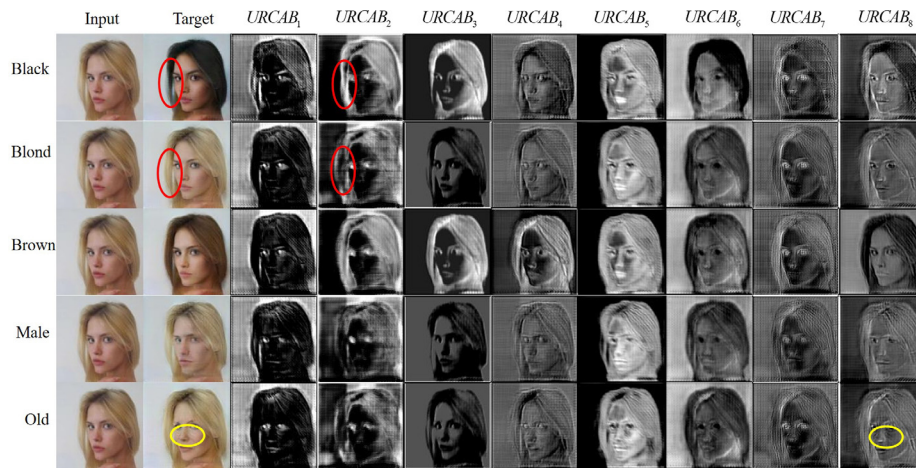 Input Target URCAB1 URCAB2 URCAB3 URCAB4 URCAB5 URCAB6 URCAB7 URCAB8
Black
Blond
Brown
Male
Old